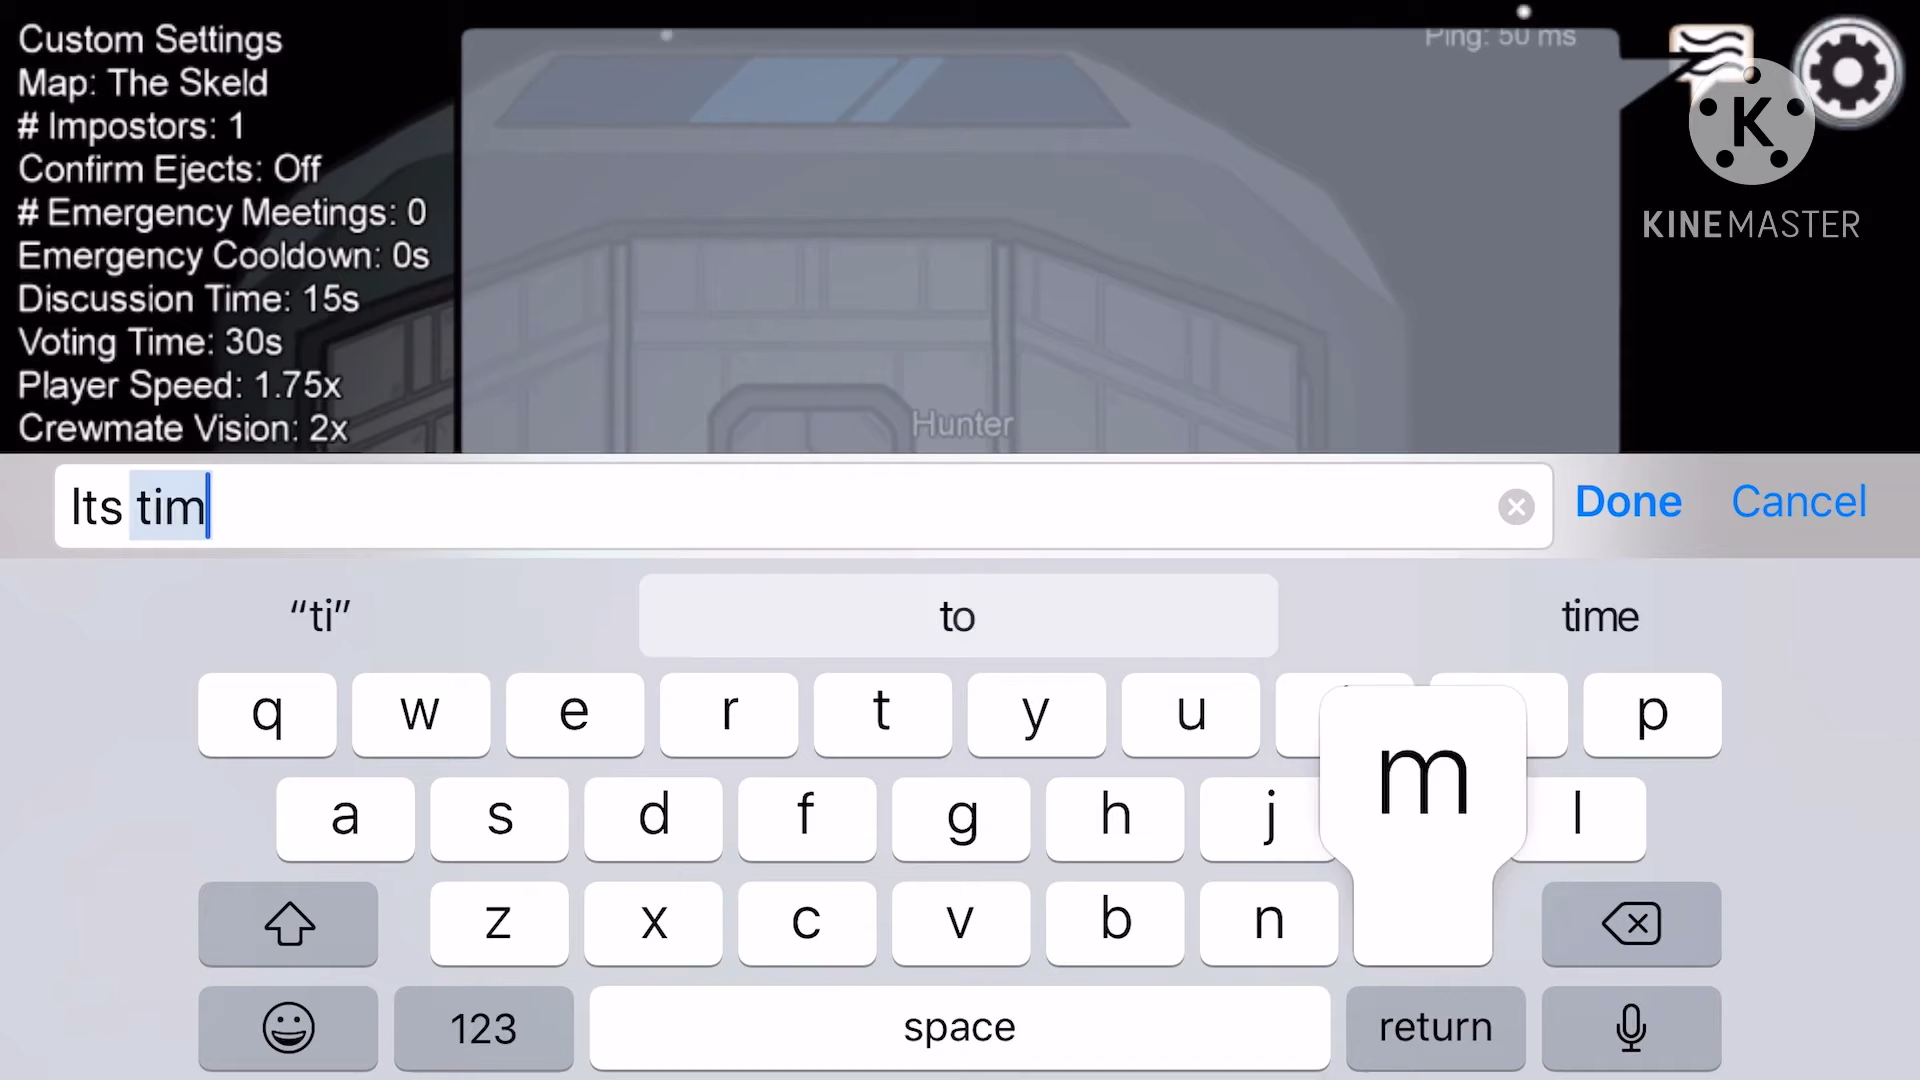 Custom Settings
Map: The Skeld
# Impostors: 1
Confirm Ejects: Off
# Emergency Meetings: 0
Emergency Cooldown: 0s
Discussion Time: 15s
Voting Time: 30s
Player Speed: 1.75x
Crewmate Vision: 2x
Ping: 50 ms
K
KINEMASTER
Hunter
Its tim
Done Cancel
“ti” to time
q w e r t y u p
a s d f g h j m l
z x c v b n
123 space return